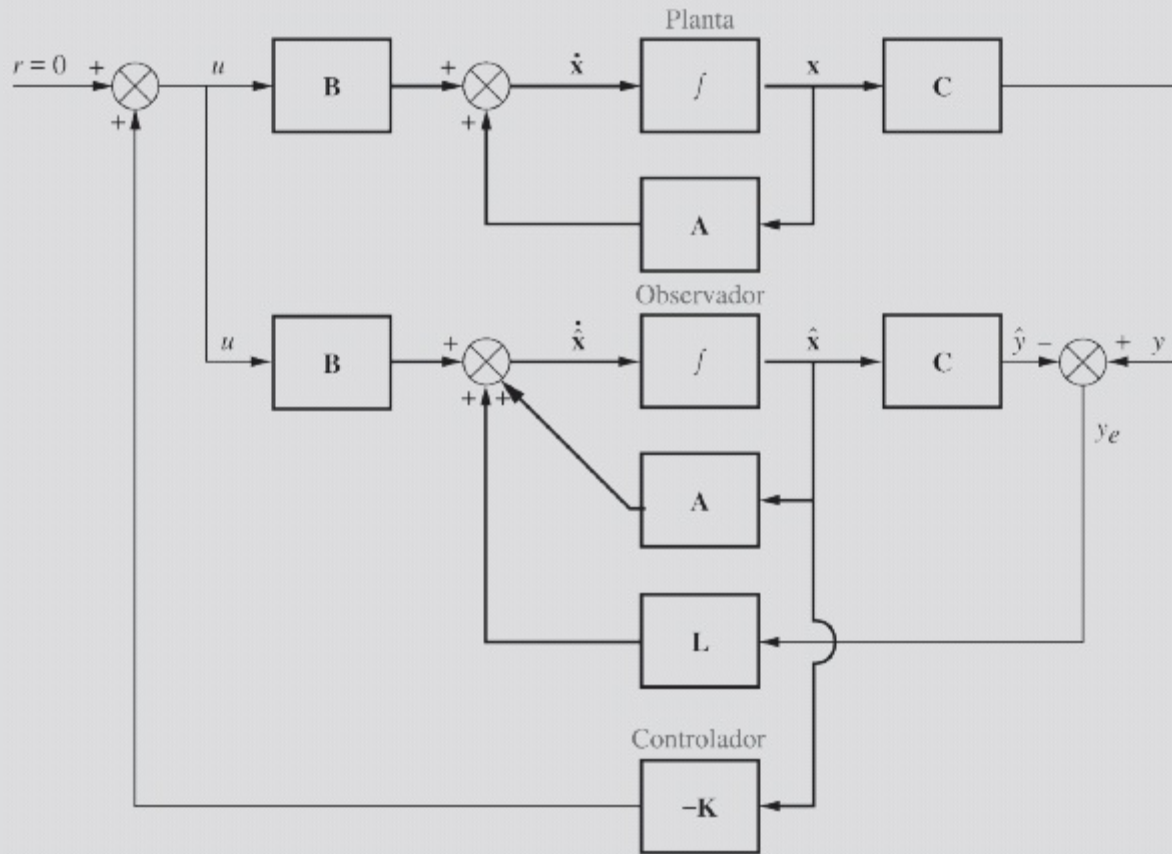 Planta
r = 0 + u B + ẋ ∫ x C
+ +
A
Observador
u B + x̂̇ ∫ x̂ C ŷ − + y
+ +
y_e
A
L
Controlador
+
−K